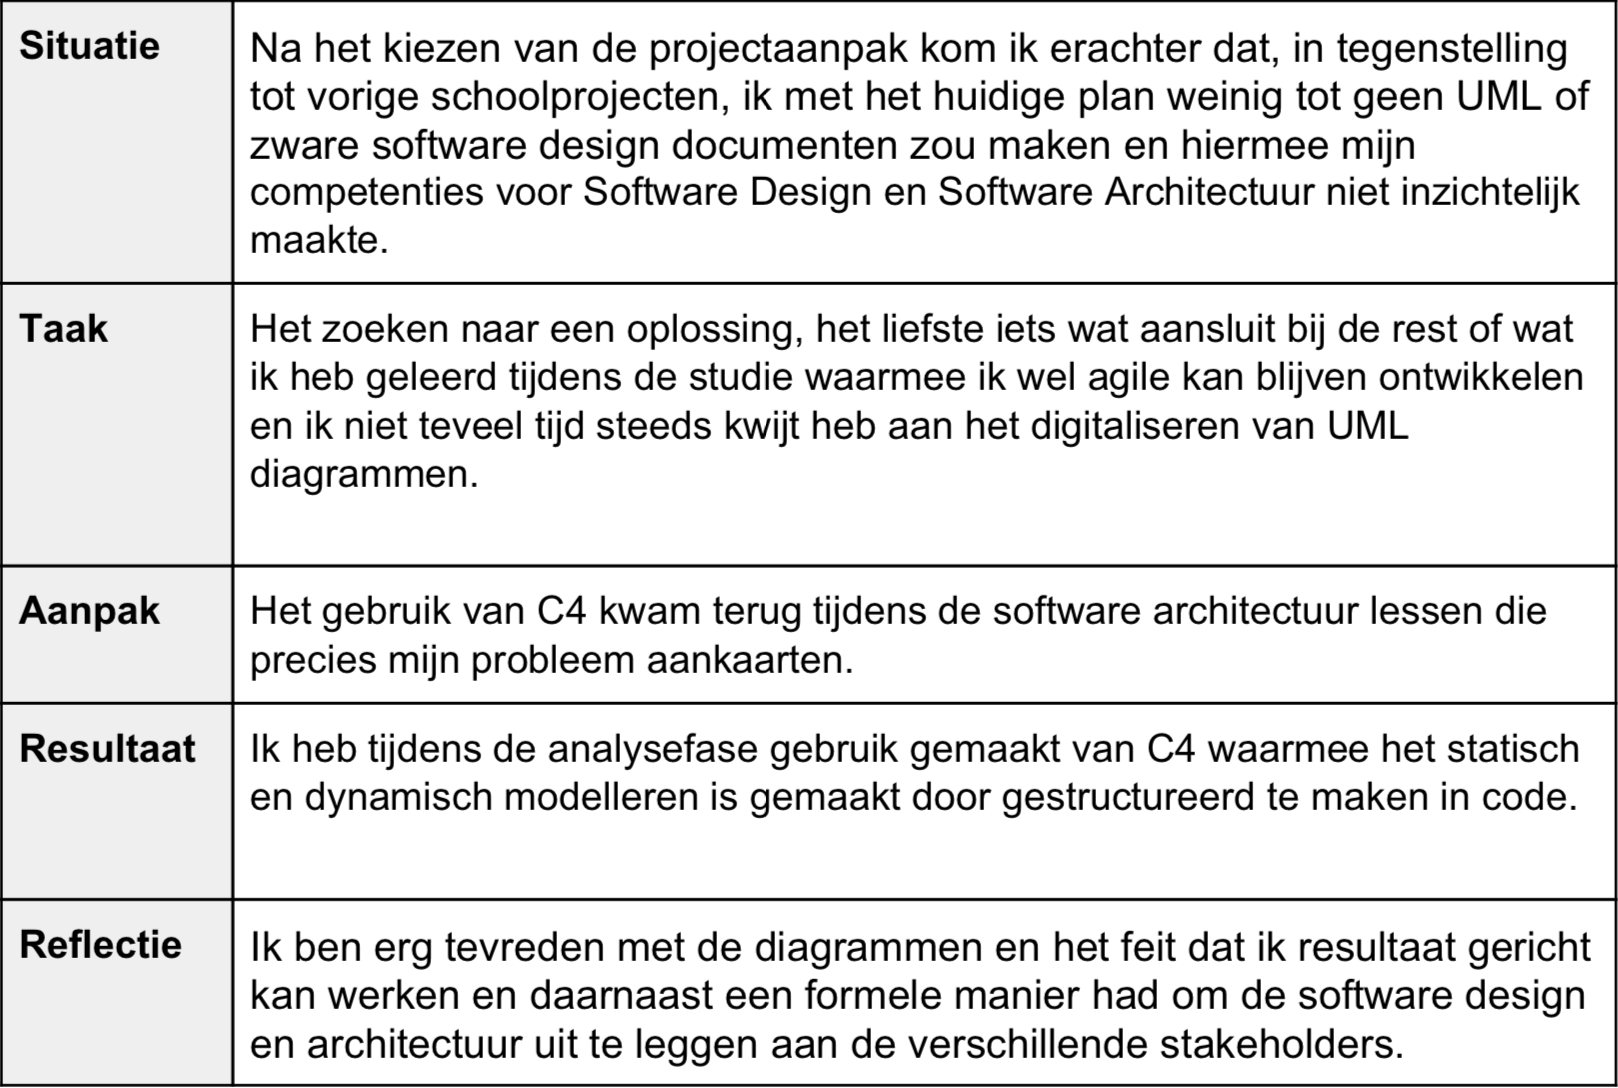 Situatie
Na het kiezen van de projectaanpak kom ik erachter dat, in tegenstelling
tot vorige schoolprojecten, ik met het huidige plan weinig tot geen UML of
zware software design documenten zou maken en hiermee mijn
competenties voor Software Design en Software Architectuur niet inzichtelijk
maakte.
Taak
Het zoeken naar een oplossing, het liefste iets wat aansluit bij de rest of wat
ik heb geleerd tijdens de studie waarmee ik wel agile kan blijven ontwikkelen
en ik niet teveel tijd steeds kwijt heb aan het digitaliseren van UML
diagrammen.
Aanpak
Het gebruik van C4 kwam terug tijdens de software architectuur lessen die
precies mijn probleem aankaarten.
Resultaat
Ik heb tijdens de analysefase gebruik gemaakt van C4 waarmee het statisch
en dynamisch modelleren is gemaakt door gestructureerd te maken in code.
Reflectie
Ik ben erg tevreden met de diagrammen en het feit dat ik resultaat gericht
kan werken en daarnaast een formele manier had om de software design
en architectuur uit te leggen aan de verschillende stakeholders.